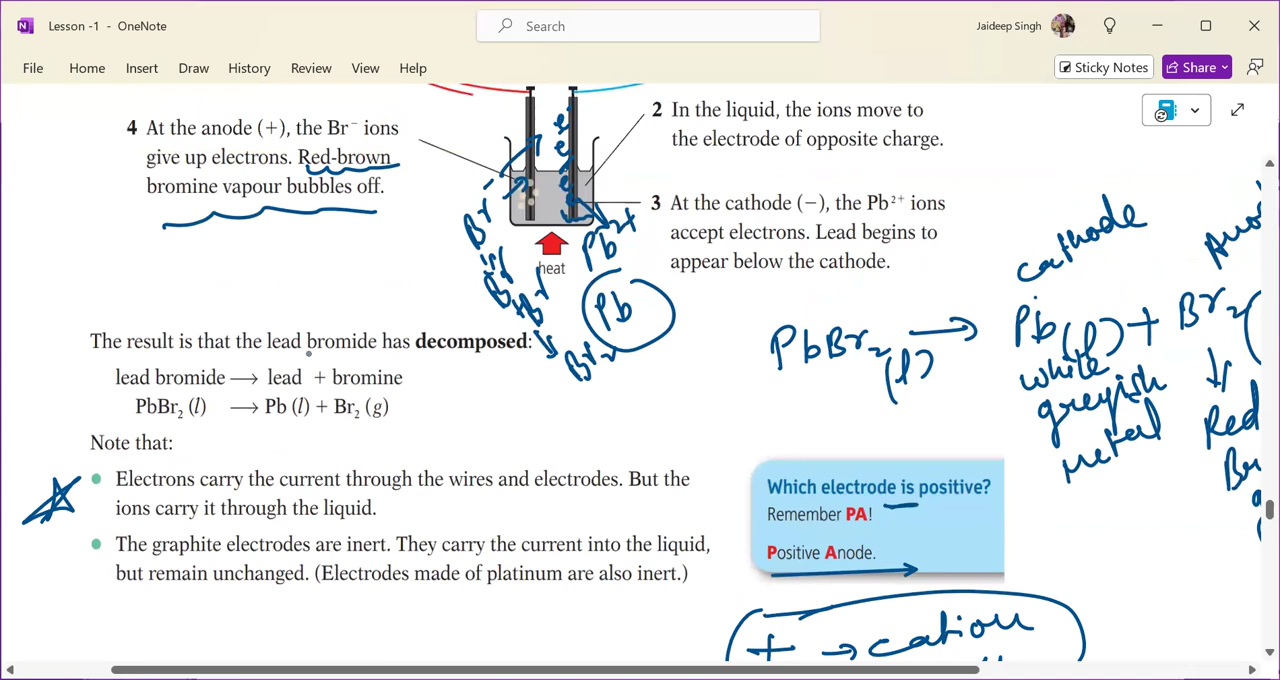 Lesson -1 - OneNote
Search
Jaideep Singh
File Home Insert Draw History Review View Help
Sticky Notes Share
4 At the anode (+), the Br⁻ ions
give up electrons. Red-brown
bromine vapour bubbles off.
2 In the liquid, the ions move to
the electrode of opposite charge.
3 At the cathode (−), the Pb²⁺ ions
accept electrons. Lead begins to
appear below the cathode.
heat
e
e
e
Br⁻
Pb²⁺
Pb
Br₂
cathode
PbBr₂(l) ⟶ Pb(l) + Br₂(
white
greyish
metal
Red
The result is that the lead bromide has decomposed:
lead bromide ⟶ lead + bromine
PbBr₂ (l) ⟶ Pb (l) + Br₂ (g)
Note that:
Electrons carry the current through the wires and electrodes. But the
ions carry it through the liquid.
The graphite electrodes are inert. They carry the current into the liquid,
but remain unchanged. (Electrodes made of platinum are also inert.)
Which electrode is positive?
Remember PA!
Positive Anode.
+ → cation